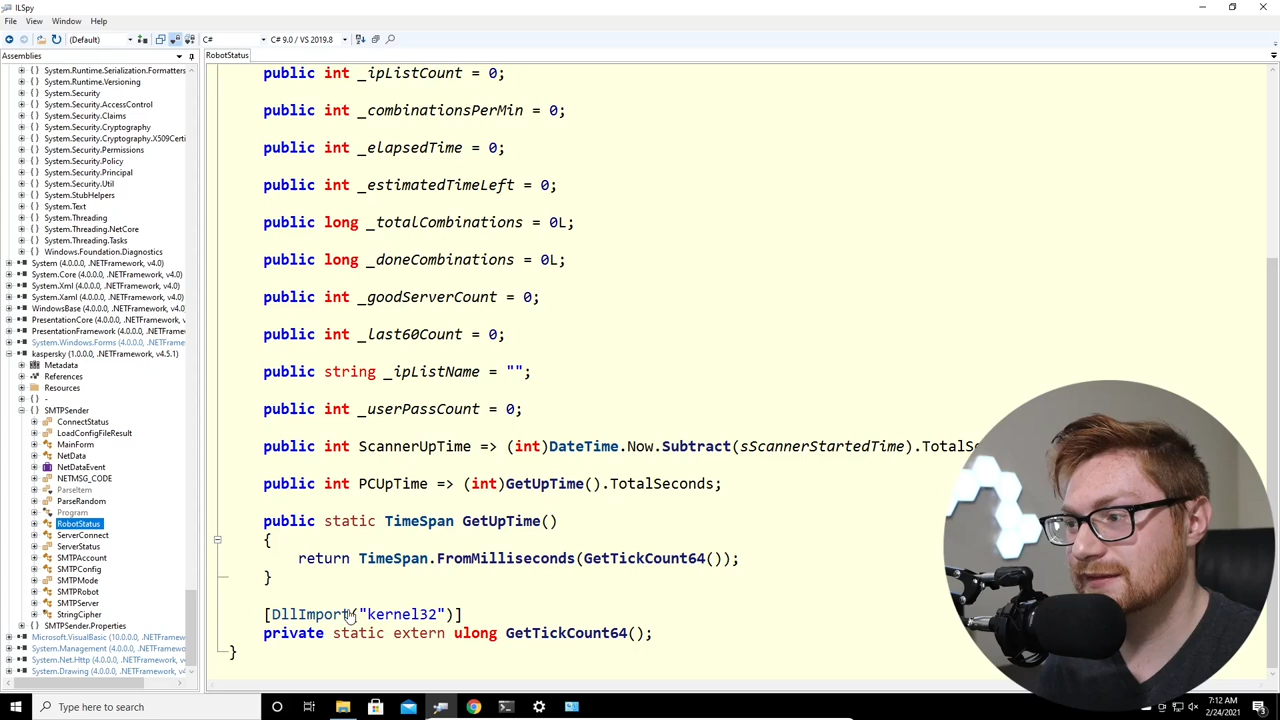 ILSpy
File View Window Help
(Default) C# C# 9.0 / VS 2019.8
Assemblies
RobotStatus
System.Runtime.Serialization.Formatters
System.Runtime.Versioning
System.Security
System.Security.AccessControl
System.Security.Claims
System.Security.Cryptography
System.Security.Cryptography.X509Certi
System.Security.Permissions
System.Security.Policy
System.Security.Principal
System.Security.Util
System.StubHelpers
System.Text
System.Threading
System.Threading.NetCore
System.Threading.Tasks
Windows.Foundation.Diagnostics
System (4.0.0.0, .NETFramework, v4.0)
System.Core (4.0.0.0, .NETFramework, v4.0)
System.Xml (4.0.0.0, .NETFramework, v4.0)
System.Xaml (4.0.0.0, .NETFramework, v4.0)
WindowsBase (4.0.0.0, .NETFramework, v4.0
PresentationCore (4.0.0.0, .NETFramework, v4.
PresentationFramework (4.0.0.0, .NETFramew
System.Windows.Forms (4.0.0.0, .NETFrame
kaspersky (1.0.0.0, .NETFramework, v4.5.1)
Metadata
References
Resources
{ } -
{ } SMTPSender
ConnectStatus
LoadConfigFileResult
MainForm
NetData
NetDataEvent
NETMSG_CODE
ParseItem
ParseRandom
Program
RobotStatus
ServerConnect
ServerStatus
SMTPAccount
SMTPConfig
SMTPMode
SMTPRobot
SMTPServer
StringCipher
{ } SMTPSender.Properties
Microsoft.VisualBasic (10.0.0.0, .NETFramewo
System.Management (4.0.0.0, .NETFramework
System.Net.Http (4.0.0.0, .NETFramework, v4
System.Drawing (4.0.0.0, .NETFramework, v4.
public int _ipListCount = 0;
public int _combinationsPerMin = 0;
public int _elapsedTime = 0;
public int _estimatedTimeLeft = 0;
public long _totalCombinations = 0L;
public long _doneCombinations = 0L;
public int _goodServerCount = 0;
public int _last60Count = 0;
public string _ipListName = "";
public int _userPassCount = 0;
public int ScannerUpTime => (int)DateTime.Now.Subtract(sScannerStartedTime).TotalSe
public int PCUpTime => (int)GetUpTime().TotalSeconds;
public static TimeSpan GetUpTime()
{
return TimeSpan.FromMilliseconds(GetTickCount64());
}
[DllImport("kernel32")]
private static extern ulong GetTickCount64();
}
Type here to search
7:12 AM
2/24/2021